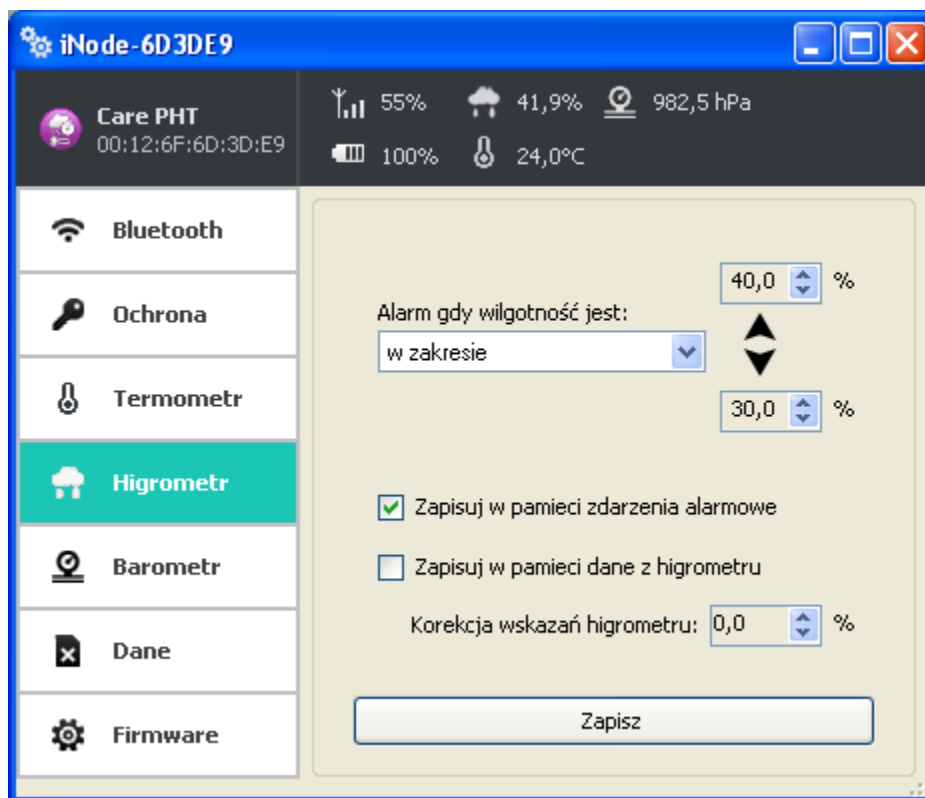 iNode-6D3DE9
Care PHT
00:12:6F:6D:3D:E9
55% 41,9% 982,5 hPa
100% 24,0°C
Bluetooth
Ochrona
Termometr
Higrometr
Barometr
Dane
Firmware
40,0 %
Alarm gdy wilgotność jest:
w zakresie
30,0 %
Zapisuj w pamieci zdarzenia alarmowe
Zapisuj w pamieci dane z higrometru
Korekcja wskazań higrometru: 0,0 %
Zapisz